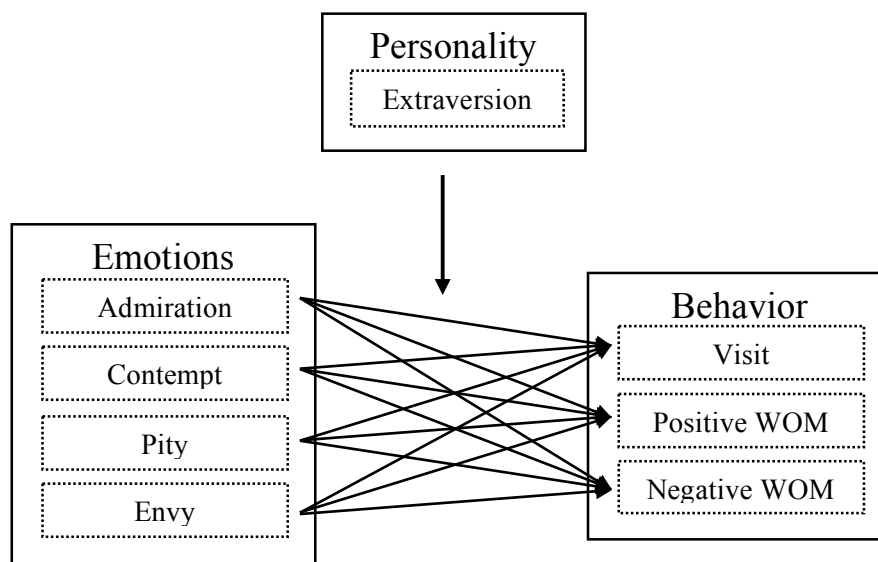 Personality
Extraversion
Emotions
Admiration
Contempt
Pity
Envy
Behavior
Visit
Positive WOM
Negative WOM